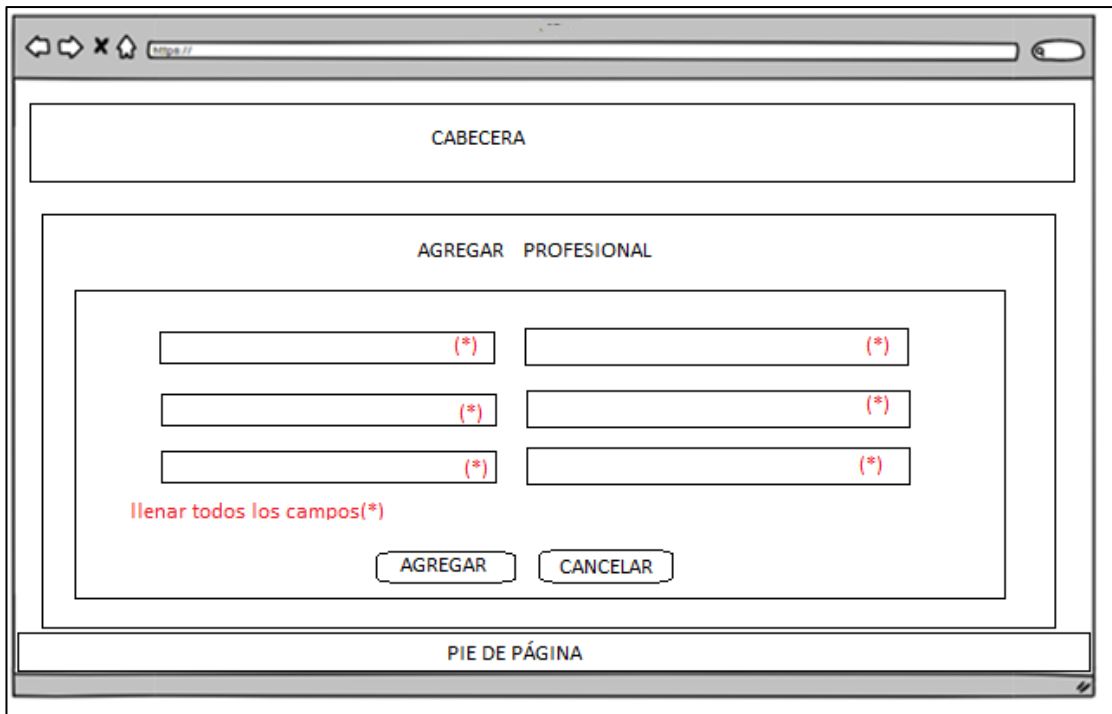 https://
CABECERA
AGREGAR PROFESIONAL
(*) (*)
(*) (*)
(*) (*)
llenar todos los campos(*)
AGREGAR CANCELAR
PIE DE PÁGINA